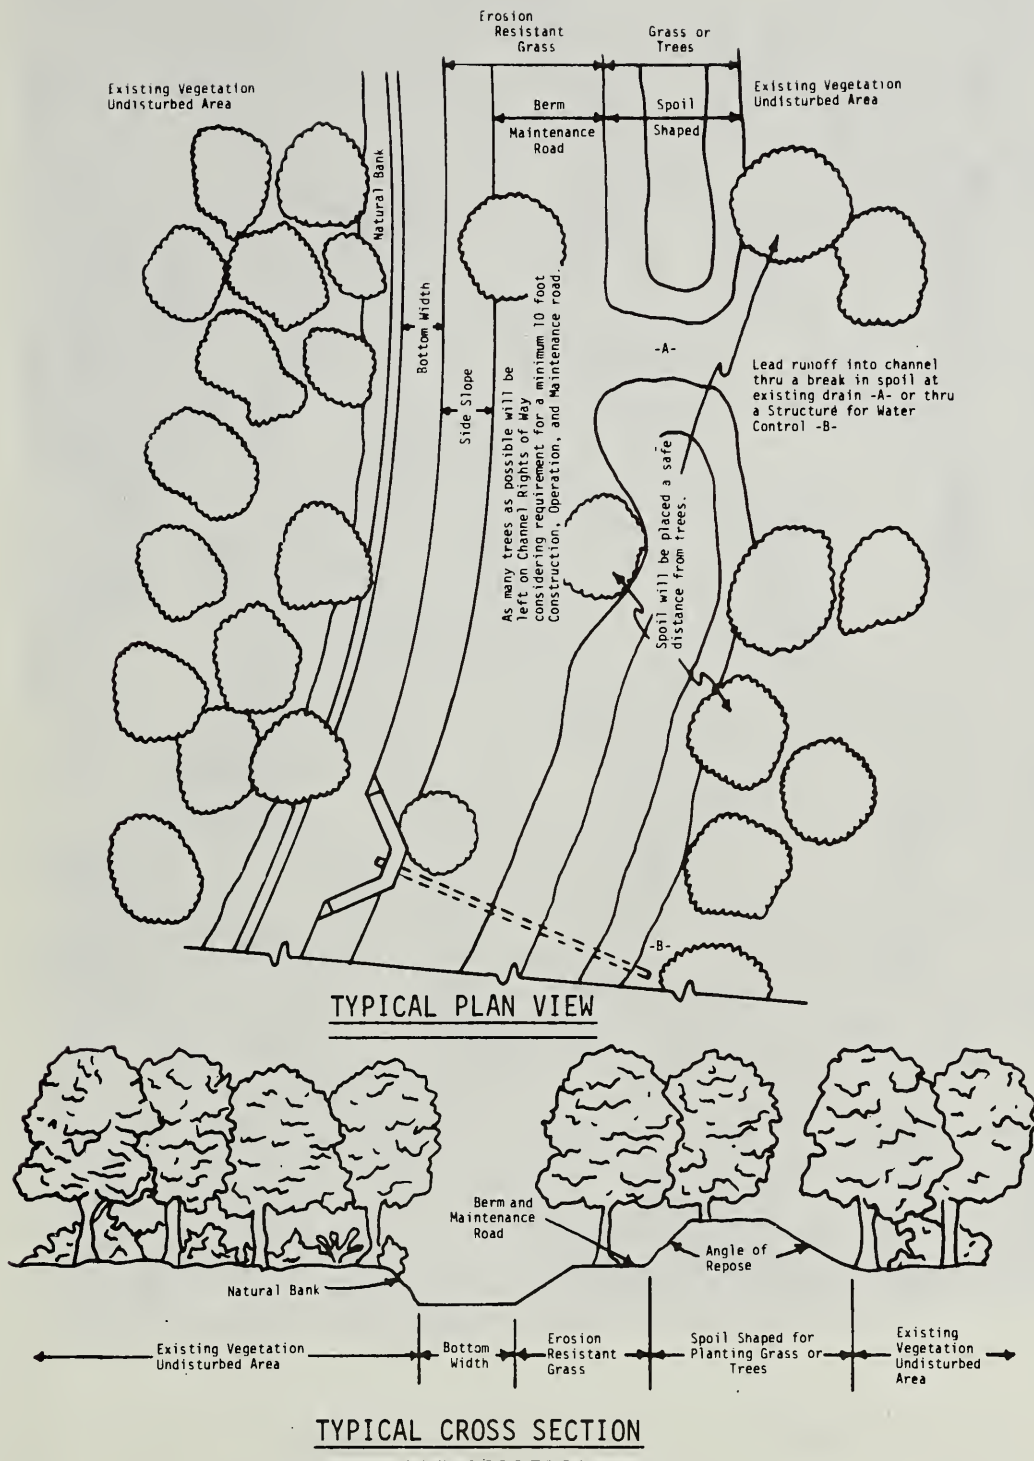 Erosion
Resistant
Grass
Grass or
Trees
Existing Vegetation
Undisturbed Area
Existing Vegetation
Undisturbed Area
Berm
Maintenance
Road
Spoil
Shaped
Natural Bank
Bottom Width
Side Slope
As many trees as possible will be
left on Channel Rights of Way
considering requirement for a minimum 10 foot
Construction, Operation, and Maintenance road.
-A-
Lead runoff into channel
thru a break in spoil at
existing drain -A- or thru
a Structure for Water
Control -B-
Spoil will be placed a safe
distance from trees.
-B-
TYPICAL PLAN VIEW
Berm and
Maintenance
Road
Angle of
Repose
Natural Bank
Existing Vegetation
Undisturbed Area
Bottom
Width
Erosion
Resistant
Grass
Spoil Shaped for
Planting Grass or
Trees
Existing
Vegetation
Undisturbed
Area
TYPICAL CROSS SECTION